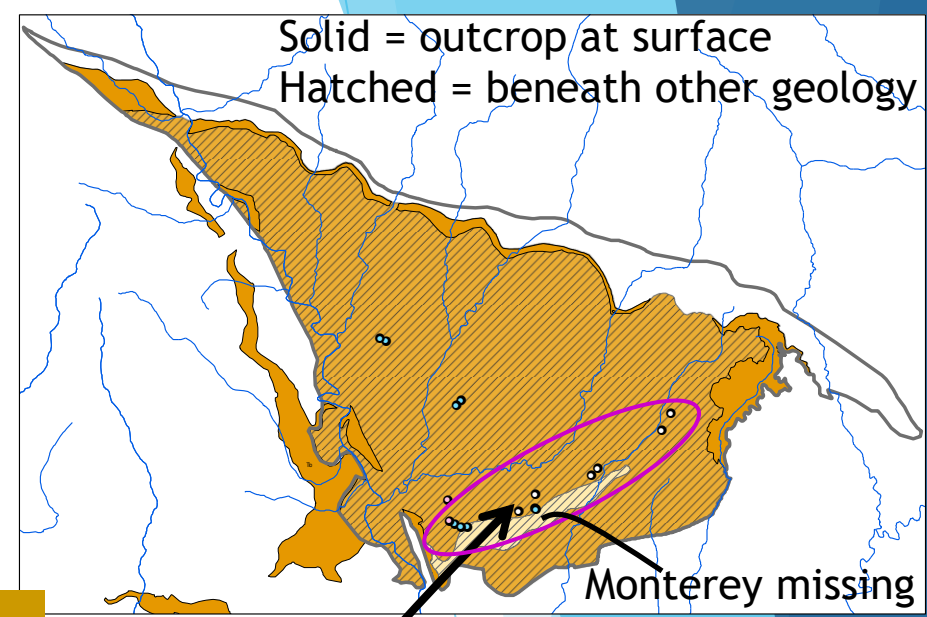 Solid = outcrop at surface
Hatched = beneath other geology
Monterey missing